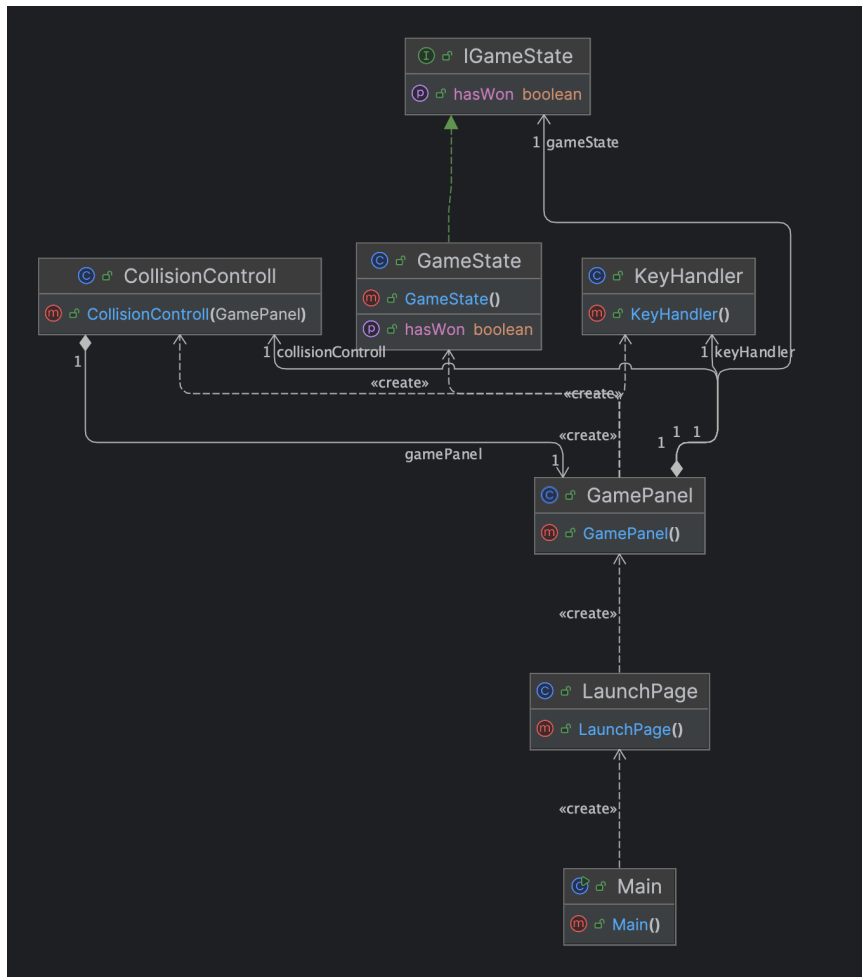 IGameState
hasWon boolean
1 gameState
CollisionControll
CollisionControll(GamePanel)
GameState
GameState()
hasWon boolean
KeyHandler
KeyHandler()
1
1 collisionControll
1 keyHandler
«create»
«create»
«create»
1 1 1
gamePanel
1
GamePanel
GamePanel()
«create»
LaunchPage
LaunchPage()
«create»
Main
Main()